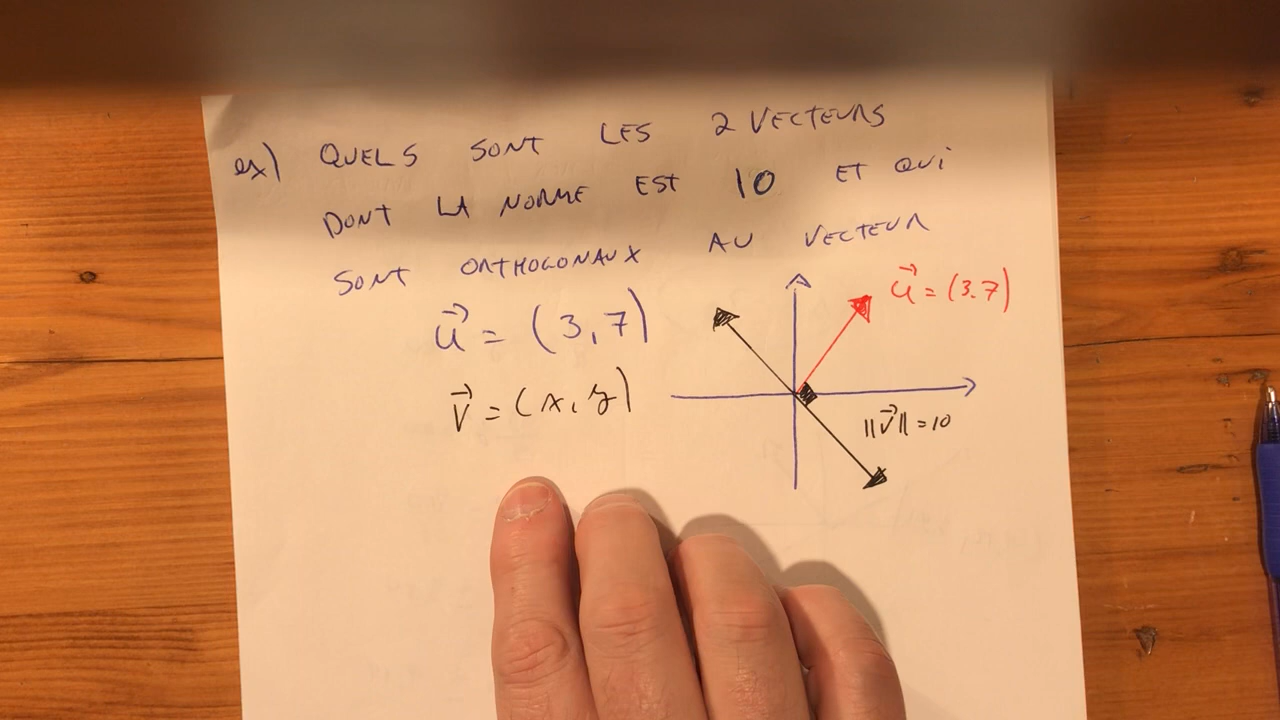 ex) QUELS SONT LES 2 VECTEURS
DONT LA NORME EST 10 ET QUI
SONT ORTHOGONAUX AU VECTEUR
u⃗ = (3,7)
v⃗ = (x,y)
u⃗ = (3.7)
||v⃗|| = 10